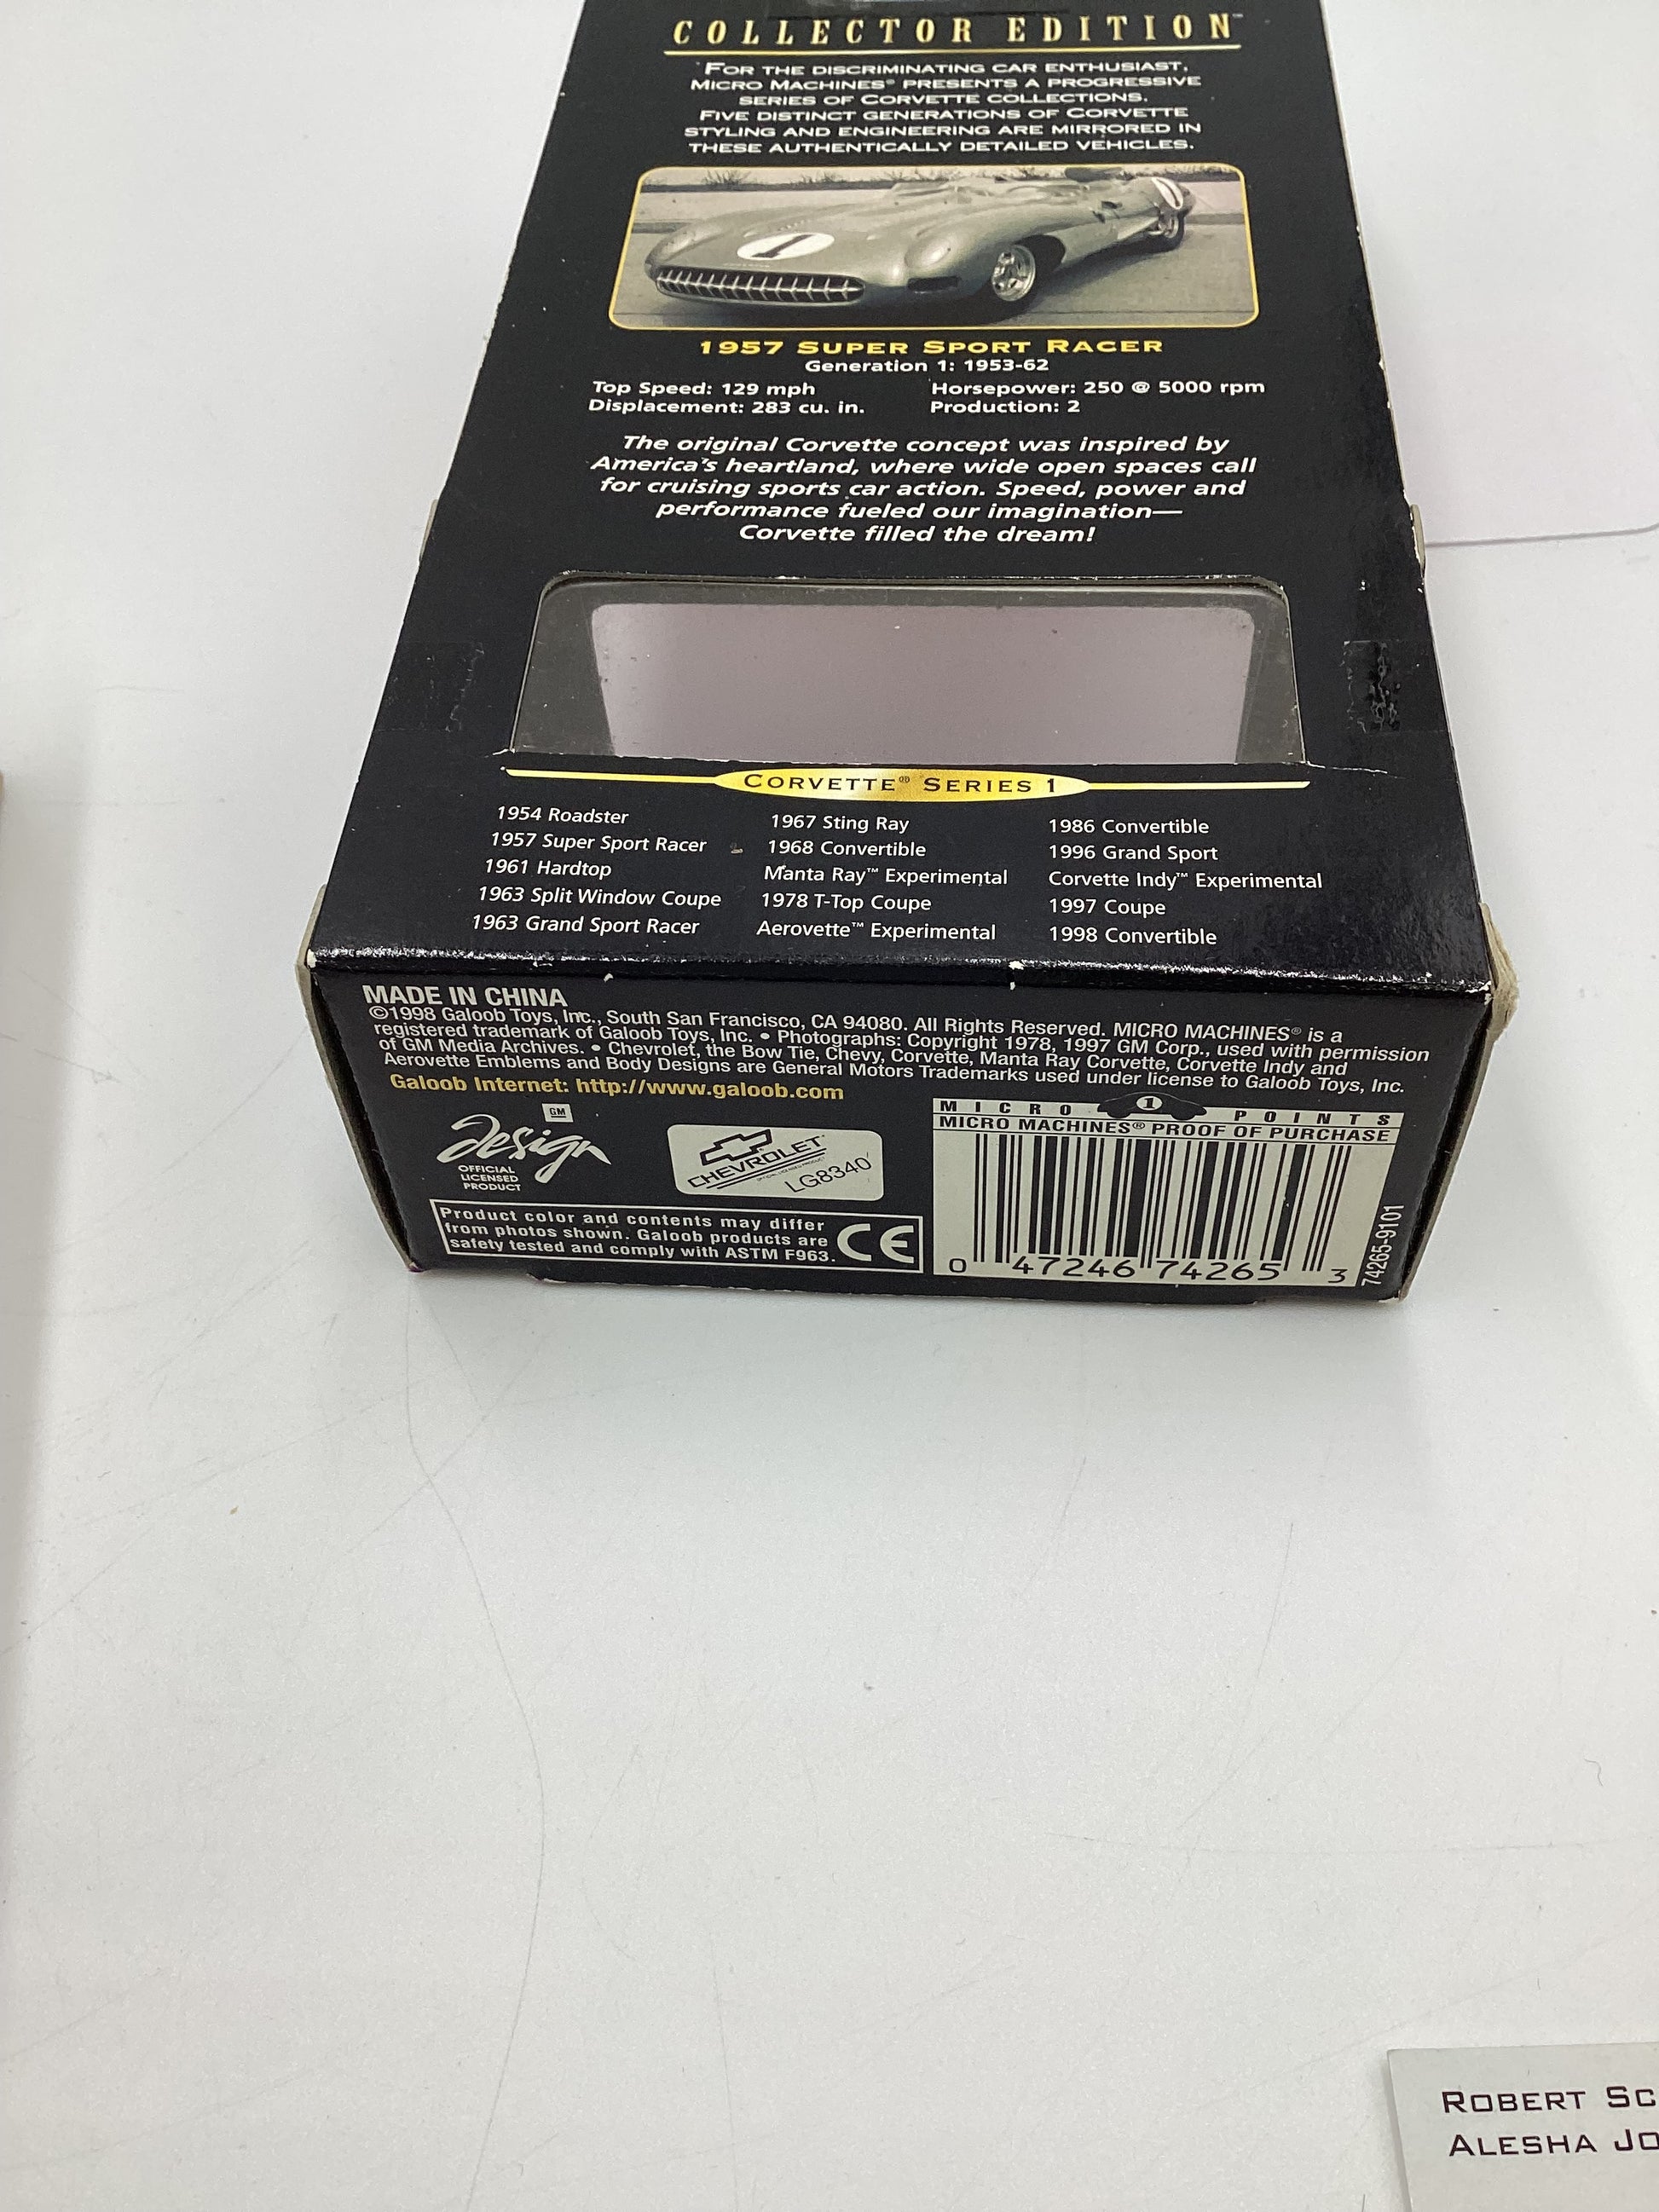 COLLECTOR EDITION™
FOR THE DISCRIMINATING CAR ENTHUSIAST,
MICRO MACHINES® PRESENTS A PROGRESSIVE
SERIES OF CORVETTE COLLECTIONS.
FIVE DISTINCT GENERATIONS OF CORVETTE
STYLING AND ENGINEERING ARE MIRRORED IN
THESE AUTHENTICALLY DETAILED VEHICLES.
1
1957 SUPER SPORT RACER
Generation 1: 1953-62
Top Speed: 129 mph Horsepower: 250 @ 5000 rpm
Displacement: 283 cu. in. Production: 2
The original Corvette concept was inspired by
America's heartland, where wide open spaces call
for cruising sports car action. Speed, power and
performance fueled our imagination—
Corvette filled the dream!
CORVETTE® SERIES 1
1954 Roadster
1957 Super Sport Racer
1961 Hardtop
1963 Split Window Coupe
1963 Grand Sport Racer
1967 Sting Ray
1968 Convertible
Manta Ray™ Experimental
1978 T-Top Coupe
Aerovette™ Experimental
1986 Convertible
1996 Grand Sport
Corvette Indy™ Experimental
1997 Coupe
1998 Convertible
MADE IN CHINA
©1998 Galoob Toys, Inc., South San Francisco, CA 94080. All Rights Reserved. MICRO MACHINES® is a
registered trademark of Galoob Toys, Inc. • Photographs: Copyright 1978, 1997 GM Corp., used with permission
of GM Media Archives. • Chevrolet, the Bow Tie, Chevy, Corvette, Manta Ray Corvette, Corvette Indy and
Aerovette Emblems and Body Designs are General Motors Trademarks used under license to Galoob Toys, Inc.
Galoob Internet: http://www.galoob.com
GM
design
OFFICIAL
LICENSED
PRODUCT
CHEVROLET
LG8340
Product color and contents may differ
from photos shown. Galoob products are
safety tested and comply with ASTM F963.
CE
MICRO 1 POINTS
MICRO MACHINES® PROOF OF PURCHASE
0 47246 74265 3
74265-9101
ROBERT SC
ALESHA JO